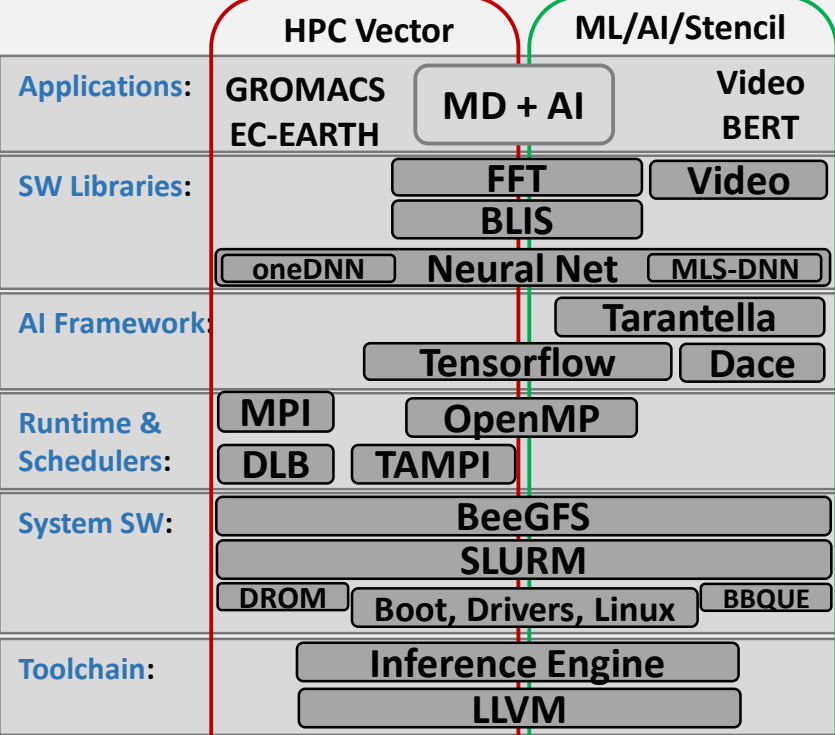 HPC Vector
ML/AI/Stencil
Applications:
GROMACS
EC-EARTH
MD + AI
Video
BERT
SW Libraries:
FFT
Video
BLIS
oneDNN
Neural Net
MLS-DNN
AI Framework:
Tarantella
Tensorflow
Dace
Runtime &
Schedulers:
MPI
OpenMP
DLB
TAMPI
System SW:
BeeGFS
SLURM
DROM
Boot, Drivers, Linux
BBQUE
Toolchain:
Inference Engine
LLVM